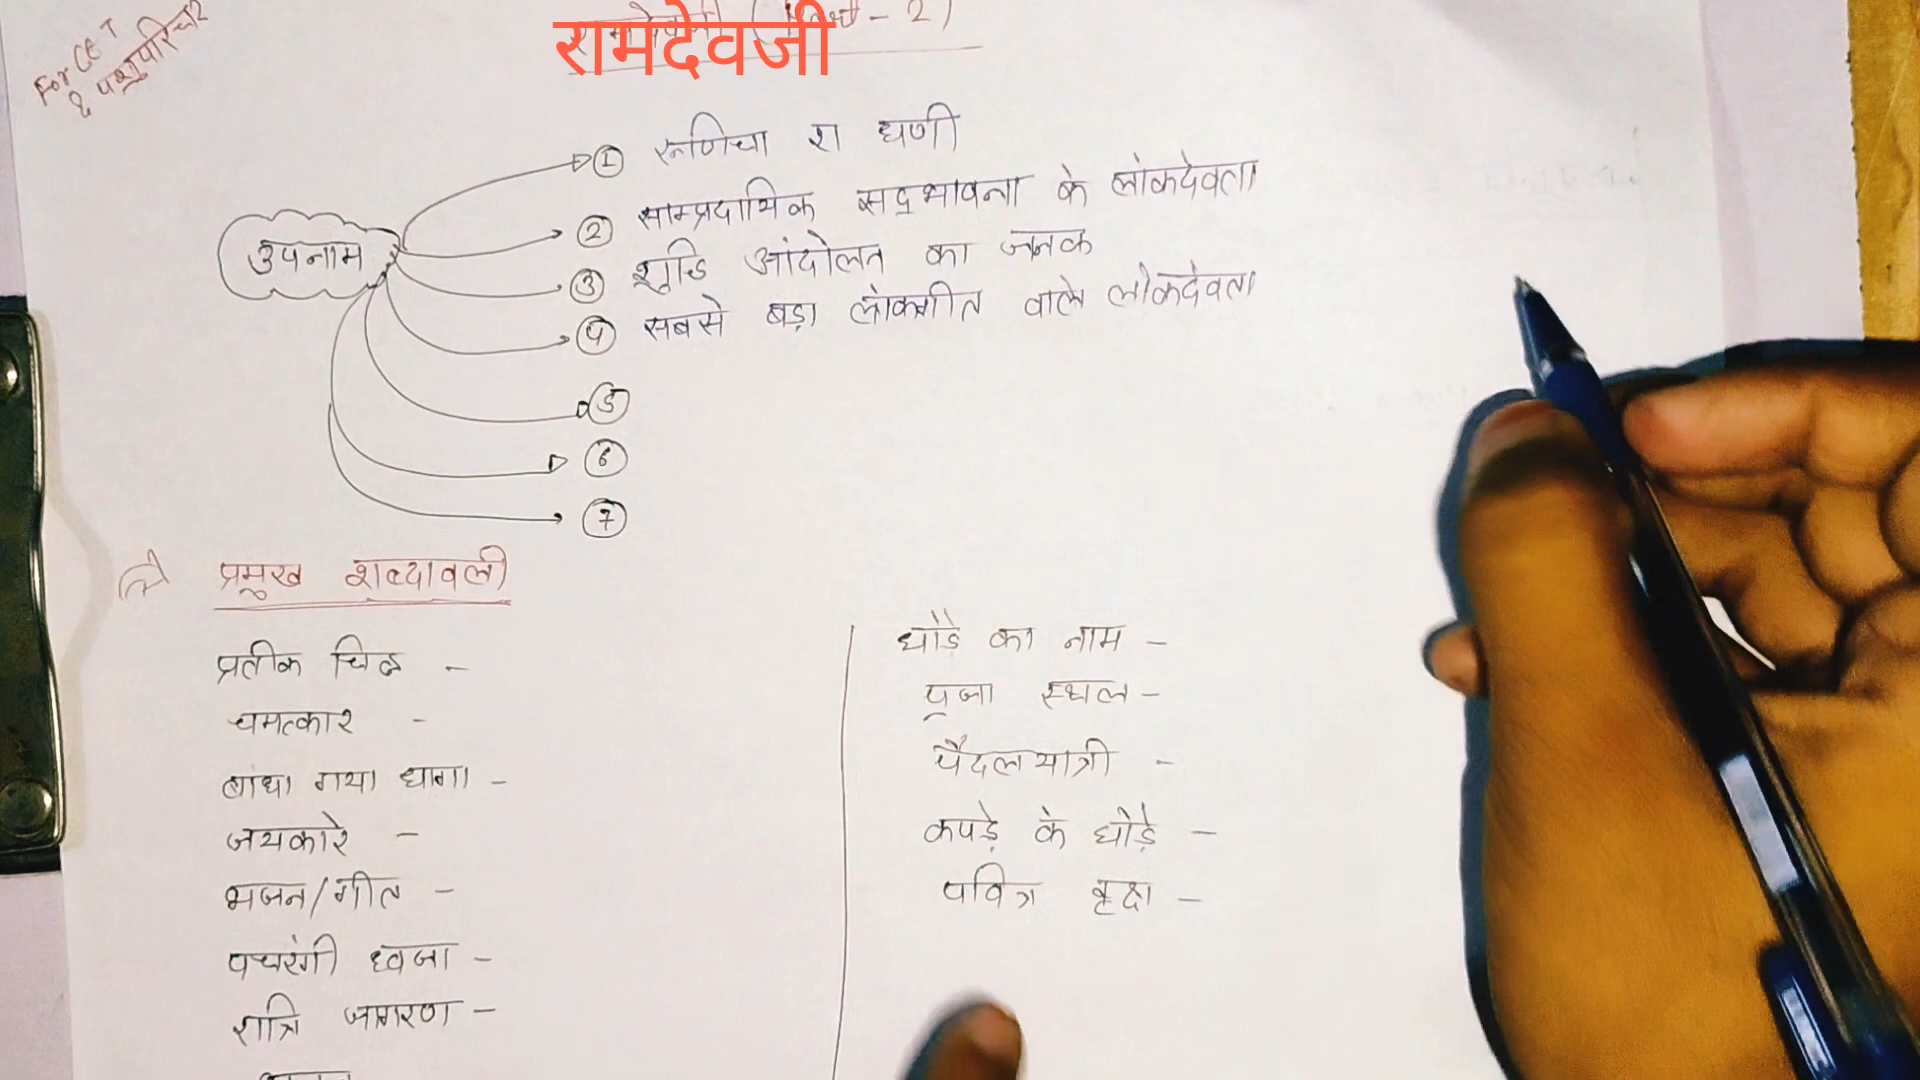 For CET
& पशुपरिचर
रामदेवजी
- 2)
उपनाम
① रूणिचा रा धणी
② साम्प्रदायिक सद्भावना के लोकदेवता
③ शुद्धि आंदोलन का जनक
④ सबसे बड़ा लोकगीत वाले लोकदेवता
⑤
⑥
⑦
प्रमुख शब्दावली
प्रतीक चिह्न -
चमत्कार -
बांधा गया धागा -
जयकारे -
भजन/गीत -
पचरंगी ध्वजा -
रात्रि जागरण -
घोड़े का नाम -
पूजा स्थल -
पैदलयात्री -
कपड़े के घोड़े -
पवित्र वृक्ष -